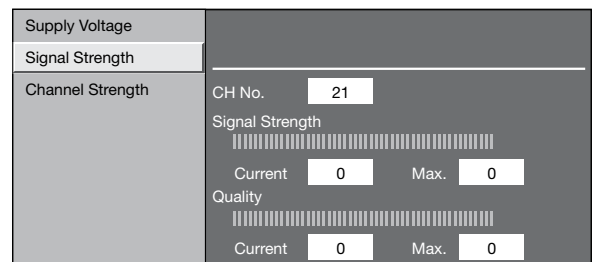 Supply Voltage
Signal Strength
Channel Strength
CH No. 21
Signal Strength
Current 0 Max. 0
Quality
Current 0 Max. 0